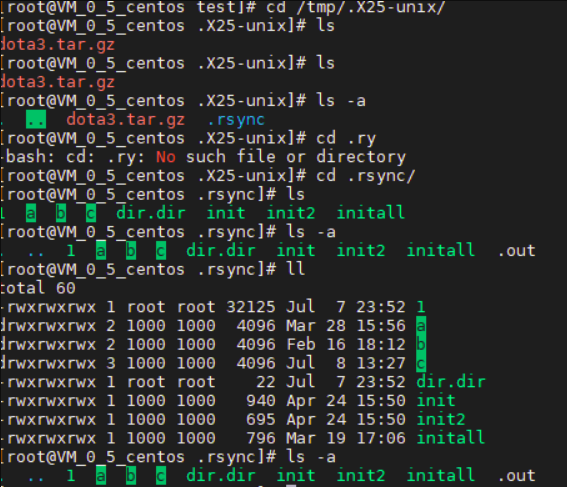 [root@VM_0_5_centos test]# cd /tmp/.X25-unix/
[root@VM_0_5_centos .X25-unix]# ls
dota3.tar.gz
[root@VM_0_5_centos .X25-unix]# ls
dota3.tar.gz
[root@VM_0_5_centos .X25-unix]# ls -a
. .. dota3.tar.gz .rsync
[root@VM_0_5_centos .X25-unix]# cd .ry
-bash: cd: .ry: No such file or directory
[root@VM_0_5_centos .X25-unix]# cd .rsync/
[root@VM_0_5_centos .rsync]# ls
1 a b c dir.dir init init2 initall
[root@VM_0_5_centos .rsync]# ls -a
. .. 1 a b c dir.dir init init2 initall .out
[root@VM_0_5_centos .rsync]# ll
total 60
-rwxrwxrwx 1 root root 32125 Jul 7 23:52 1
drwxrwxrwx 2 1000 1000 4096 Mar 28 15:56 a
drwxrwxrwx 2 1000 1000 4096 Feb 16 18:12 b
drwxrwxrwx 3 1000 1000 4096 Jul 8 13:27 c
-rwxrwxrwx 1 root root 22 Jul 7 23:52 dir.dir
-rwxrwxrwx 1 1000 1000 940 Apr 24 15:50 init
-rwxrwxrwx 1 1000 1000 695 Apr 24 15:50 init2
-rwxrwxrwx 1 1000 1000 796 Mar 19 17:06 initall
[root@VM_0_5_centos .rsync]# ls -a
. .. 1 a b c dir.dir init init2 initall .out